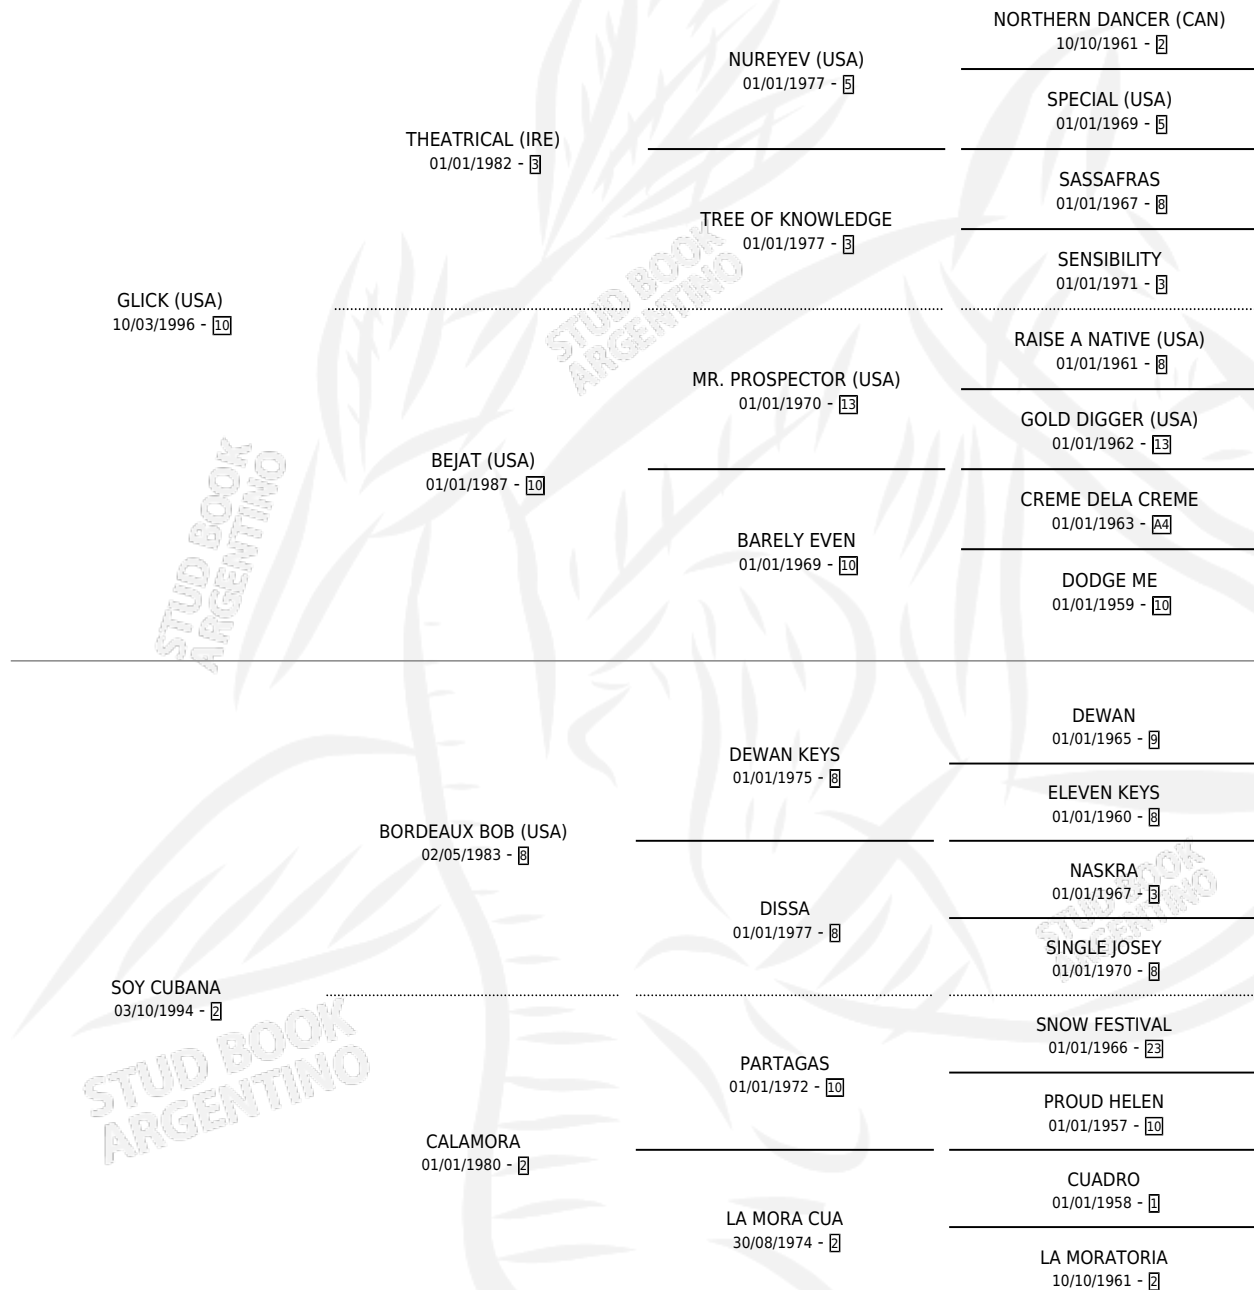 GLICK (USA)
10/03/1996 - 10
THEATRICAL (IRE)
01/01/1982 - 3
NUREYEV (USA)
01/01/1977 - 5
NORTHERN DANCER (CAN)
10/10/1961 - 2
SPECIAL (USA)
01/01/1969 - 5
TREE OF KNOWLEDGE
01/01/1977 - 3
SASSAFRAS
01/01/1967 - 8
SENSIBILITY
01/01/1971 - 3
BEJAT (USA)
01/01/1987 - 10
MR. PROSPECTOR (USA)
01/01/1970 - 13
RAISE A NATIVE (USA)
01/01/1961 - 8
GOLD DIGGER (USA)
01/01/1962 - 13
BARELY EVEN
01/01/1969 - 10
CREME DELA CREME
01/01/1963 - A4
DODGE ME
01/01/1959 - 10
SOY CUBANA
03/10/1994 - 2
BORDEAUX BOB (USA)
02/05/1983 - 8
DEWAN KEYS
01/01/1975 - 8
DEWAN
01/01/1965 - 9
ELEVEN KEYS
01/01/1960 - 8
DISSA
01/01/1977 - 8
NASKRA
01/01/1967 - 3
SINGLE JOSEY
01/01/1970 - 8
CALAMORA
01/01/1980 - 2
PARTAGAS
01/01/1972 - 10
SNOW FESTIVAL
01/01/1966 - 23
PROUD HELEN
01/01/1957 - 10
LA MORA CUA
30/08/1974 - 2
CUADRO
01/01/1958 - 1
LA MORATORIA
10/10/1961 - 2
STUD BOOK
ARGENTINO
STUD BOOK
ARGENTINO
STUD BOOK
ARGENTINO
STUD BOOK
ARGENTINO